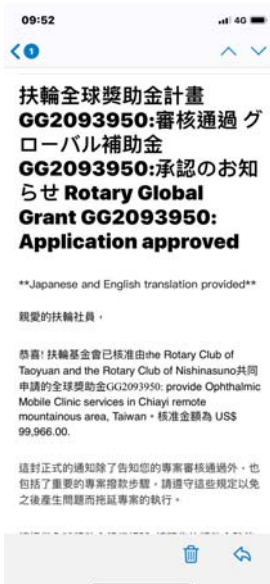 09:52
4G
1
扶輪全球獎助金計畫
GG2093950:審核通過 グ
ローバル補助金
GG2093950:承認のお知
らせ Rotary Global
Grant GG2093950:
Application approved
**Japanese and English translation provided**
親愛的扶輪社員，
恭喜! 扶輪基金會已核准由the Rotary Club of
Taoyuan and the Rotary Club of Nishinasuno共同
申請的全球獎助金GG2093950: provide Ophthalmic
Mobile Clinic services in Chiayi remote
mountainous area, Taiwan。核准金額為 US$
99,966.00.
這封正式的通知除了告知您的專案審核通過外，也
包括了重要的專案撥款步驟。請遵守這些規定以免
之後產生問題而拖延專案的執行。